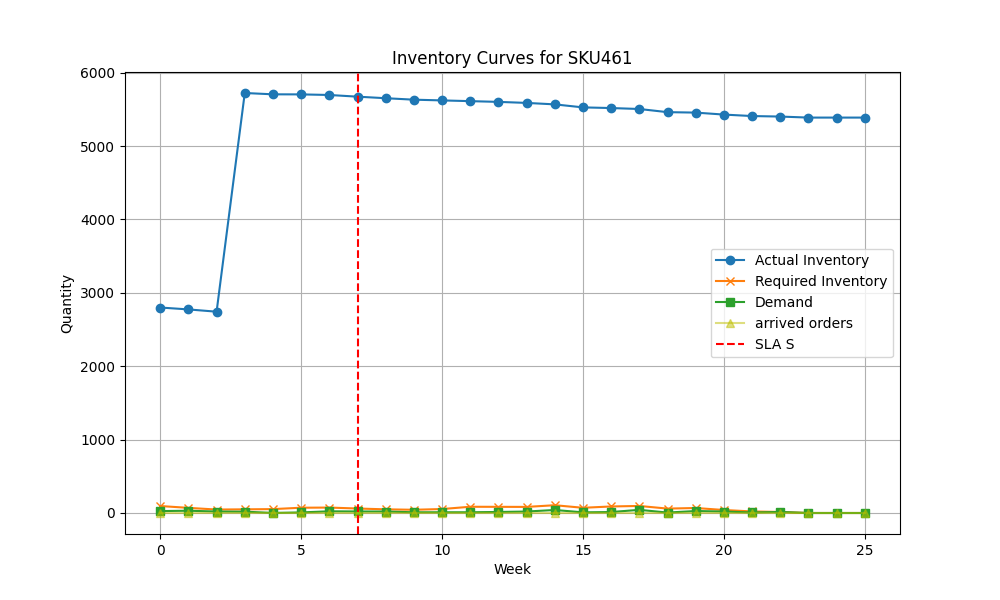 Inventory Curves for SKU461
Quantity
6000
5000
4000
3000
2000
1000
0
Actual Inventory
Required Inventory
Demand
arrived orders
SLA S
0 5 10 15 20 25
Week